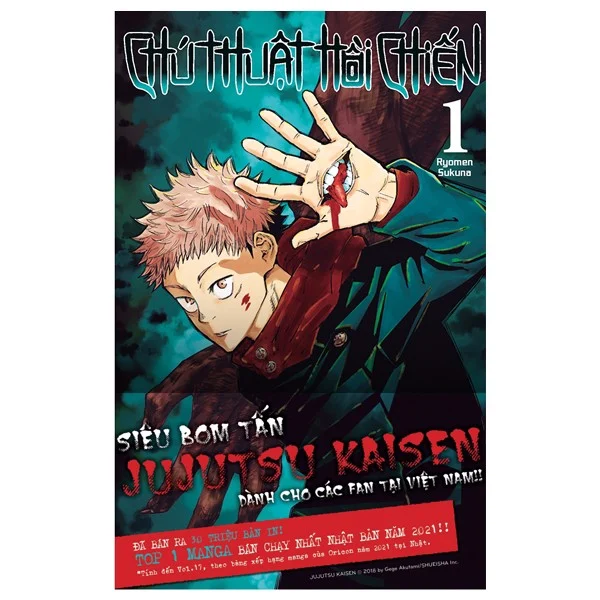 CHÚ THUẬT HỒI CHIẾN
1
Ryomen
Sukuna
SIÊU BOM TẤN
JUJUTSU KAISEN
DÀNH CHO CÁC FAN TẠI VIỆT NAM!!
ĐÃ BÁN RA 50 TRIỆU BẢN IN!
TOP 1 MANGA BÁN CHẠY NHẤT NHẬT BẢN NĂM 2021!!
*Tính đến Vol.17, theo bảng xếp hạng manga của Oricon năm 2021 tại Nhật.
JUJUTSU KAISEN © 2018 by Gege Akutami/SHUEISHA Inc.